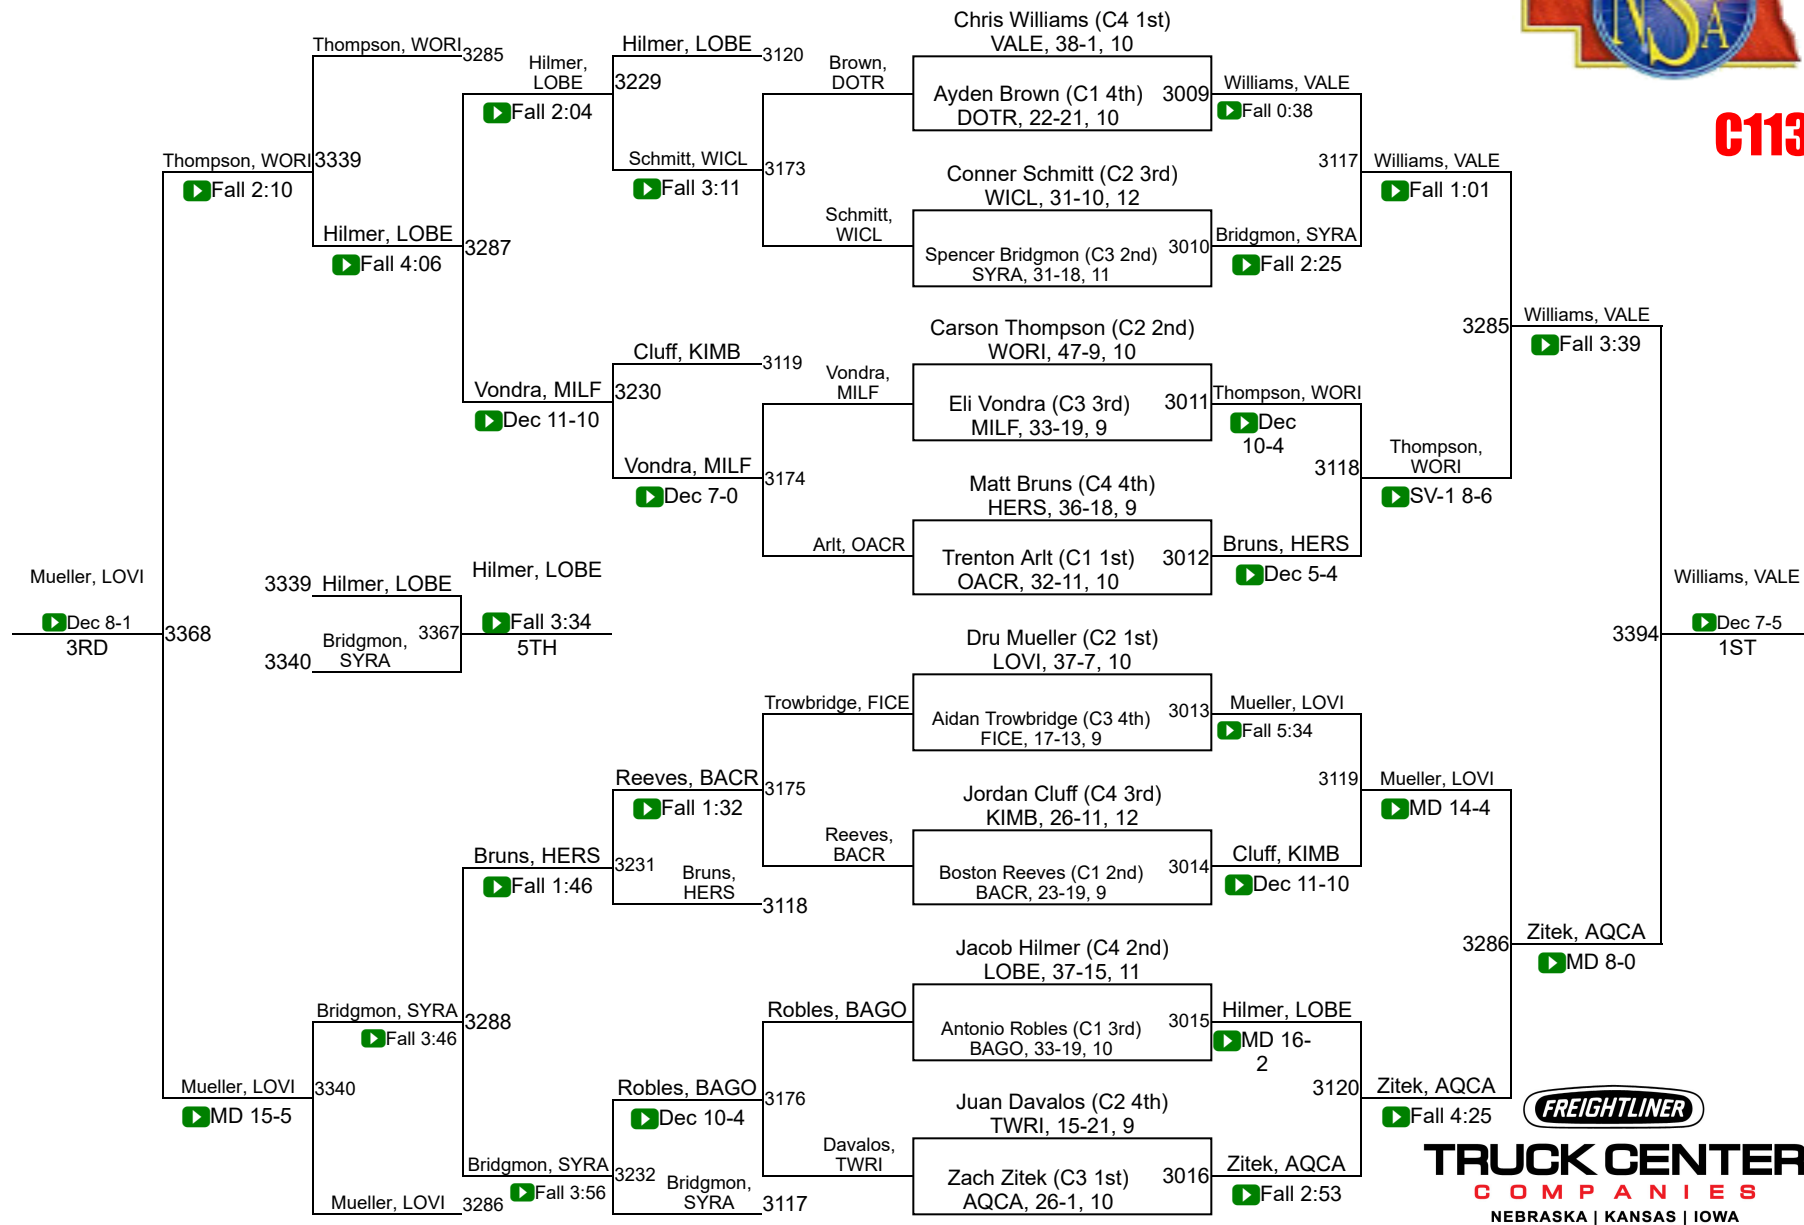 NSA
C113
Thompson, WORI
3285
Hilmer, LOBE
3229
Fall 2:04
Hilmer, LOBE
3120
Thompson, WORI
3339
Fall 2:10
Hilmer, LOBE
Fall 4:06
3287
Schmitt, WICL
Fall 3:11
3173
Brown, DOTR
Schmitt, WICL
Chris Williams (C4 1st)
VALE, 38-1, 10
Ayden Brown (C1 4th)
DOTR, 22-21, 10
3009
Williams, VALE
Fall 0:38
Conner Schmitt (C2 3rd)
WICL, 31-10, 12
Spencer Bridgmon (C3 2nd)
SYRA, 31-18, 11
3010
Bridgmon, SYRA
Fall 2:25
3117
Williams, VALE
Fall 1:01
Cluff, KIMB
3119
Vondra, MILF
3230
Dec 11-10
Vondra, MILF
Dec 7-0
3174
Vondra, MILF
Arlt, OACR
Carson Thompson (C2 2nd)
WORI, 47-9, 10
Eli Vondra (C3 3rd)
MILF, 33-19, 9
3011
Thompson, WORI
Dec
10-4
Matt Bruns (C4 4th)
HERS, 36-18, 9
Trenton Arlt (C1 1st)
OACR, 32-11, 10
3012
Bruns, HERS
Dec 5-4
3118
Thompson,
WORI
SV-1 8-6
3285
Williams, VALE
Fall 3:39
Mueller, LOVI
Dec 8-1
3RD
3368
3339
Hilmer, LOBE
3340
Bridgmon,
SYRA
3367
Hilmer, LOBE
Fall 3:34
5TH
Williams, VALE
3394
Dec 7-5
1ST
Trowbridge, FICE
Reeves, BACR
3175
Fall 1:32
Reeves,
BACR
Dru Mueller (C2 1st)
LOVI, 37-7, 10
Aidan Trowbridge (C3 4th)
FICE, 17-13, 9
3013
Mueller, LOVI
Fall 5:34
Jordan Cluff (C4 3rd)
KIMB, 26-11, 12
Boston Reeves (C1 2nd)
BACR, 23-19, 9
3014
Cluff, KIMB
Dec 11-10
3119
Mueller, LOVI
MD 14-4
Bruns, HERS
Fall 1:46
3231
Bruns,
HERS
3118
3286
Zitek, AQCA
MD 8-0
Bridgmon, SYRA
Fall 3:46
3288
Mueller, LOVI
MD 15-5
3340
Mueller, LOVI
3286
Bridgmon, SYRA
Fall 3:56
3232
Robles, BAGO
Dec 10-4
3176
Bridgmon,
SYRA
3117
Robles, BAGO
Davalos,
TWRI
Jacob Hilmer (C4 2nd)
LOBE, 37-15, 11
Antonio Robles (C1 3rd)
BAGO, 33-19, 10
3015
Hilmer, LOBE
MD 16-
2
Juan Davalos (C2 4th)
TWRI, 15-21, 9
Zach Zitek (C3 1st)
AQCA, 26-1, 10
3016
Zitek, AQCA
Fall 2:53
3120
Zitek, AQCA
Fall 4:25
FREIGHTLINER
TRUCK CENTER
COMPANIES
NEBRASKA | KANSAS | IOWA